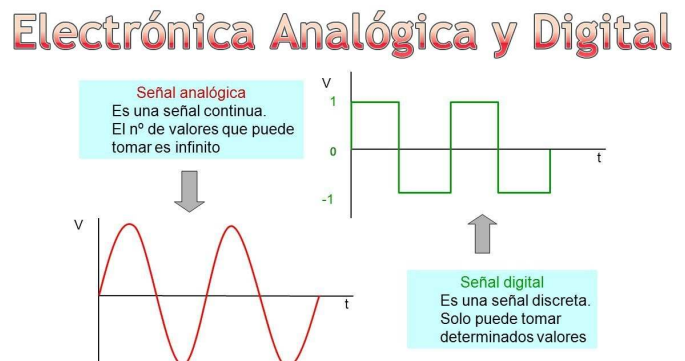 Electrónica Analógica y Digital
Señal analógica
Es una señal continua.
El nº de valores que puede
tomar es infinito
V
1
0
-1
t
V
t
Señal digital
Es una señal discreta.
Solo puede tomar
determinados valores